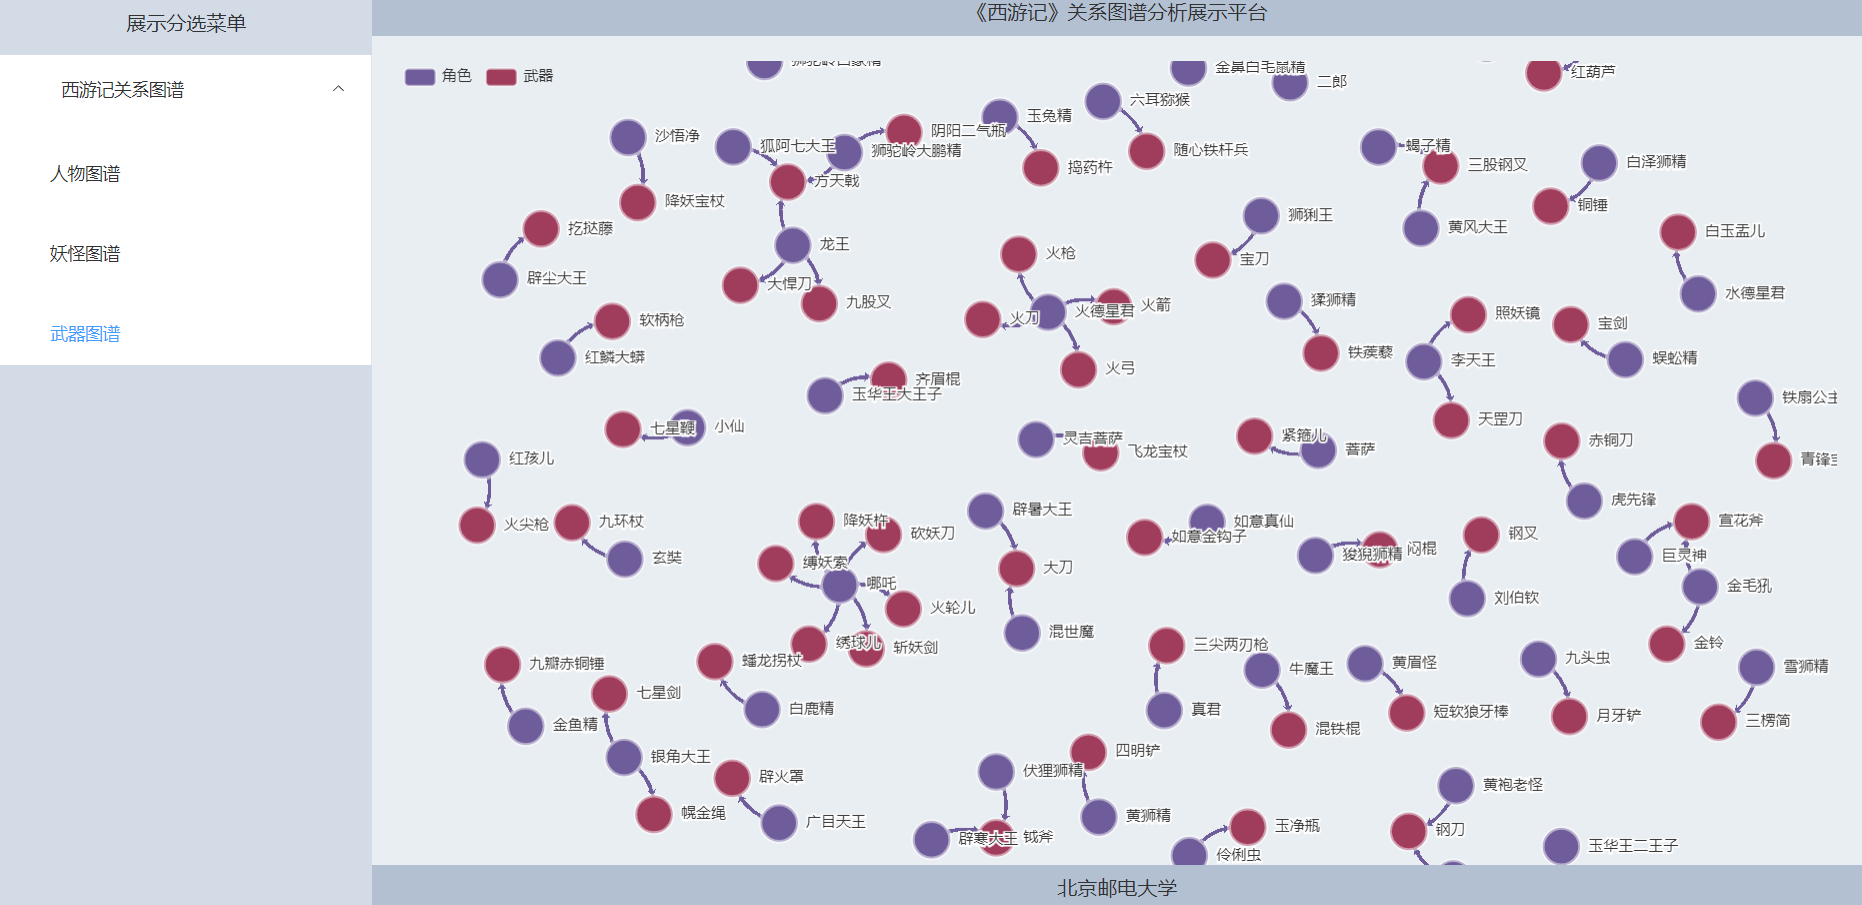 展示分选菜单
《西游记》关系图谱分析展示平台
西游记关系图谱
人物图谱
妖怪图谱
武器图谱
角色
武器
金鼻白毛鼠精
二郎
红葫芦
玉兔精
六耳猕猴
沙悟净
狐阿七大王
阴阳二气瓶
狮驼岭大鹏精
随心铁杆兵
蝎子精
三股钢叉
白泽狮精
捣药杵
方天戟
降妖宝杖
铜锤
扢挞藤
龙王
狮猁王
黄风大王
白玉盂儿
火枪
宝刀
辟尘大王
大悍刀
九股叉
火刀
火德星君
火箭
猱狮精
水德星君
软柄枪
照妖镜
宝剑
红鳞大蟒
铁蒺藜
李天王
蜈蚣精
火弓
齐眉棍
玉华王大王子
铁扇公主
七星鞭
小仙
灵吉菩萨
飞龙宝杖
紧箍儿
菩萨
天罡刀
赤铜刀
红孩儿
虎先锋
火尖枪
九环杖
降妖杵
砍妖刀
辟暑大王
如意真仙
如意金钩子
狻猊狮精
闷棍
钢叉
宣花斧
玄奘
缚妖索
哪吒
大刀
巨灵神
金毛犼
火轮儿
刘伯钦
绣球儿
斩妖剑
混世魔
三尖两刃枪
金铃
九瓣赤铜锤
蟠龙拐杖
牛魔王
黄眉怪
九头虫
雪狮精
七星剑
白鹿精
真君
短软狼牙棒
月牙铲
三楞简
金鱼精
混铁棍
银角大王
四明铲
辟火罩
伏狸狮精
黄袍老怪
幌金绳
广目天王
黄狮精
玉净瓶
钢刀
辟寒大王
钺斧
伶俐虫
玉华王二王子
北京邮电大学